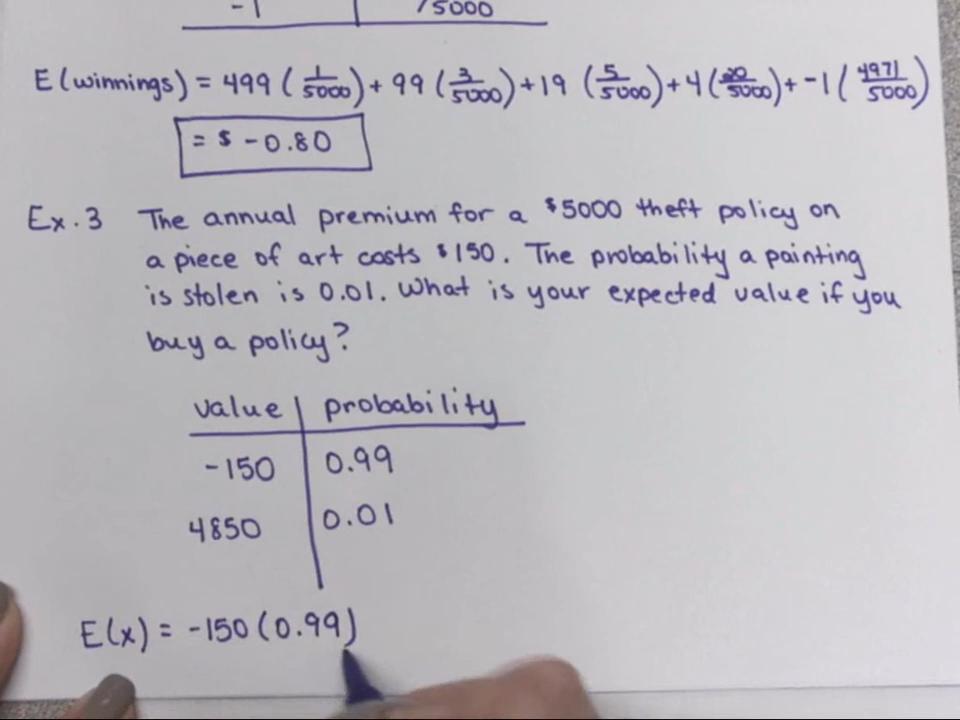 -1 /5000
E(winnings) = 499 (1/5000) + 99 (3/5000) + 19 (5/5000) + 4(20/5000) + -1 (4971/5000)
= $ -0.80
Ex. 3 The annual premium for a $5000 theft policy on
a piece of art costs $150. The probability a painting
is stolen is 0.01. What is your expected value if you
buy a policy?
value probability
-150 0.99
4850 0.01
E(x) = -150 (0.99)